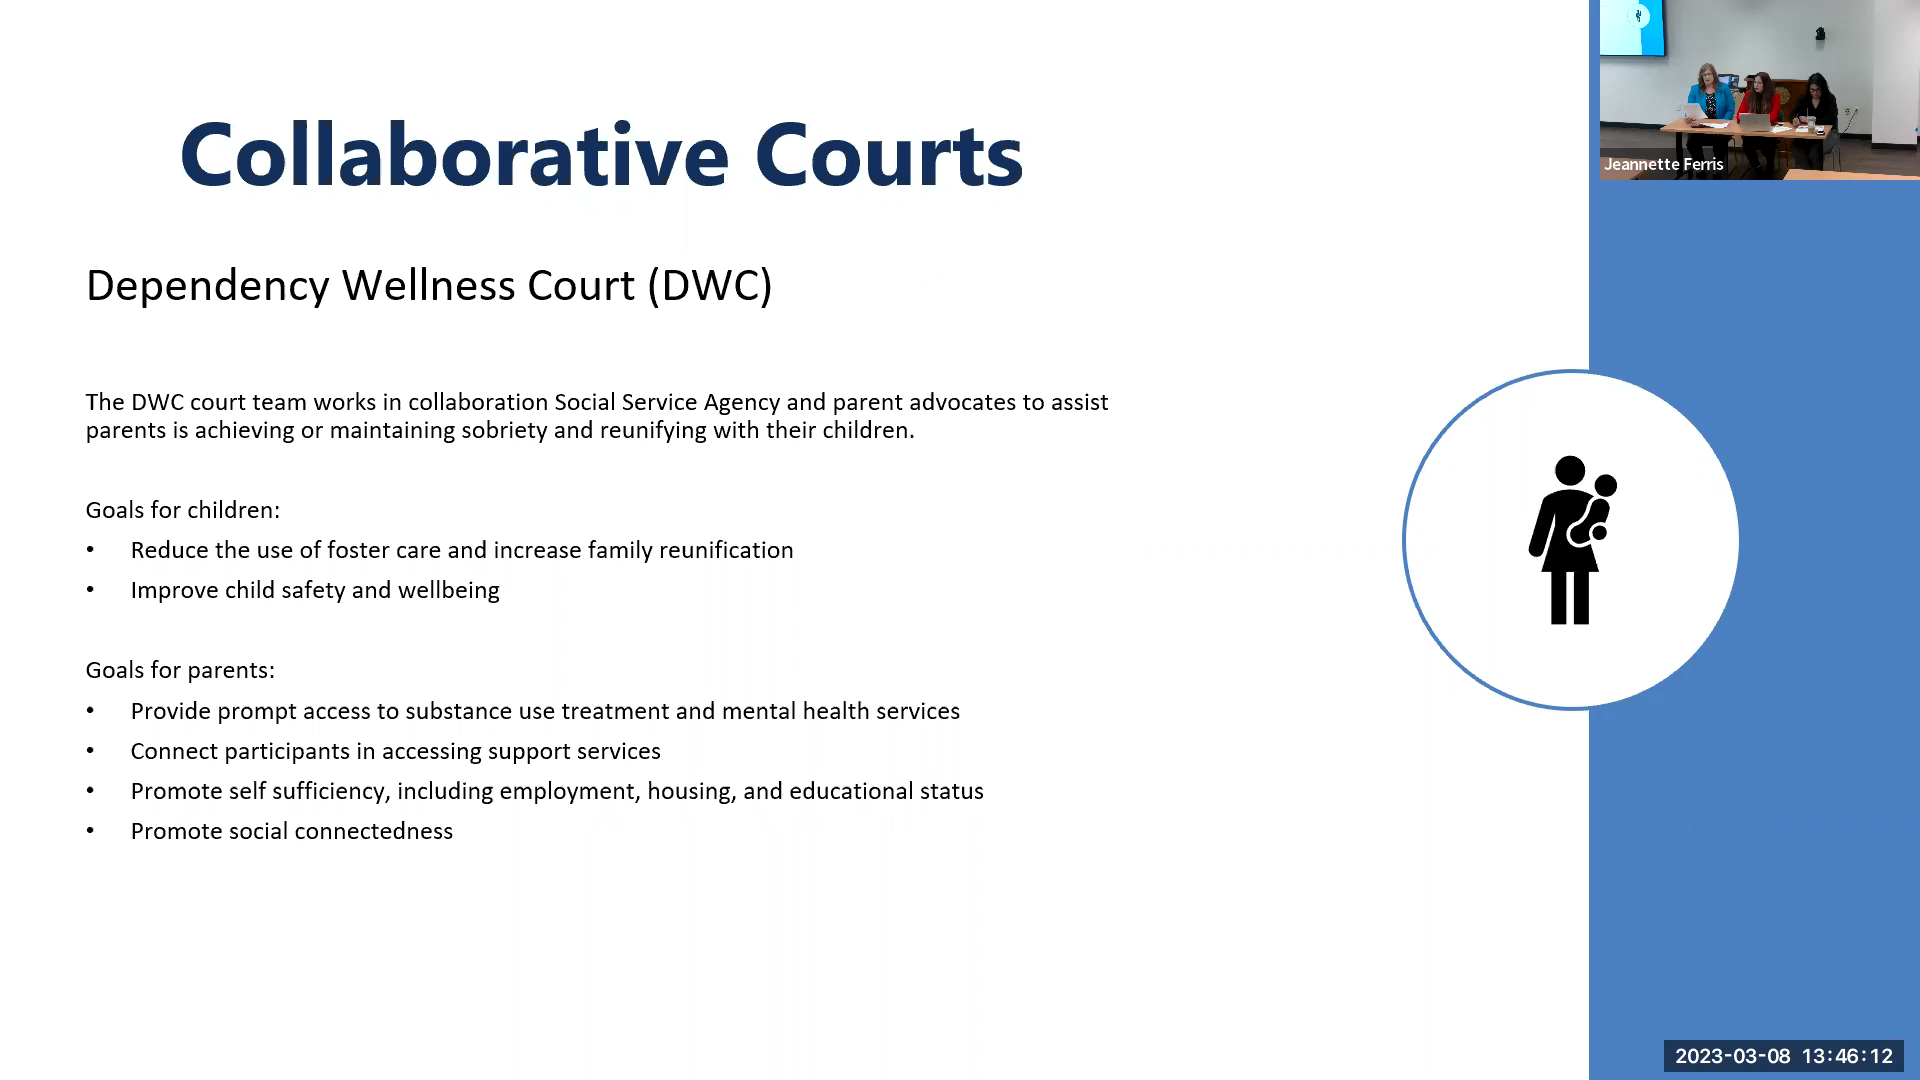 Collaborative Courts
Jeannette Ferris
Dependency Wellness Court (DWC)
The DWC court team works in collaboration Social Service Agency and parent advocates to assist
parents is achieving or maintaining sobriety and reunifying with their children.
Goals for children:
• Reduce the use of foster care and increase family reunification
• Improve child safety and wellbeing
Goals for parents:
• Provide prompt access to substance use treatment and mental health services
• Connect participants in accessing support services
• Promote self sufficiency, including employment, housing, and educational status
• Promote social connectedness
2023-03-08 13:46:12